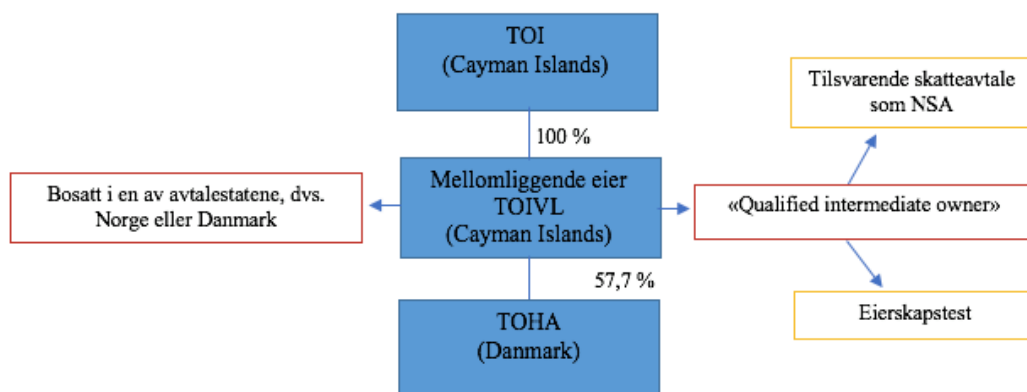 TOI
(Cayman Islands)
Tilsvarende skatteavtale
som NSA
100 %
Bosatt i en av avtalestatene, dvs.
Norge eller Danmark
Mellomliggende eier
TOIVL
(Cayman Islands)
«Qualified intermediate owner»
57,7 %
TOHA
(Danmark)
Eierskapstest